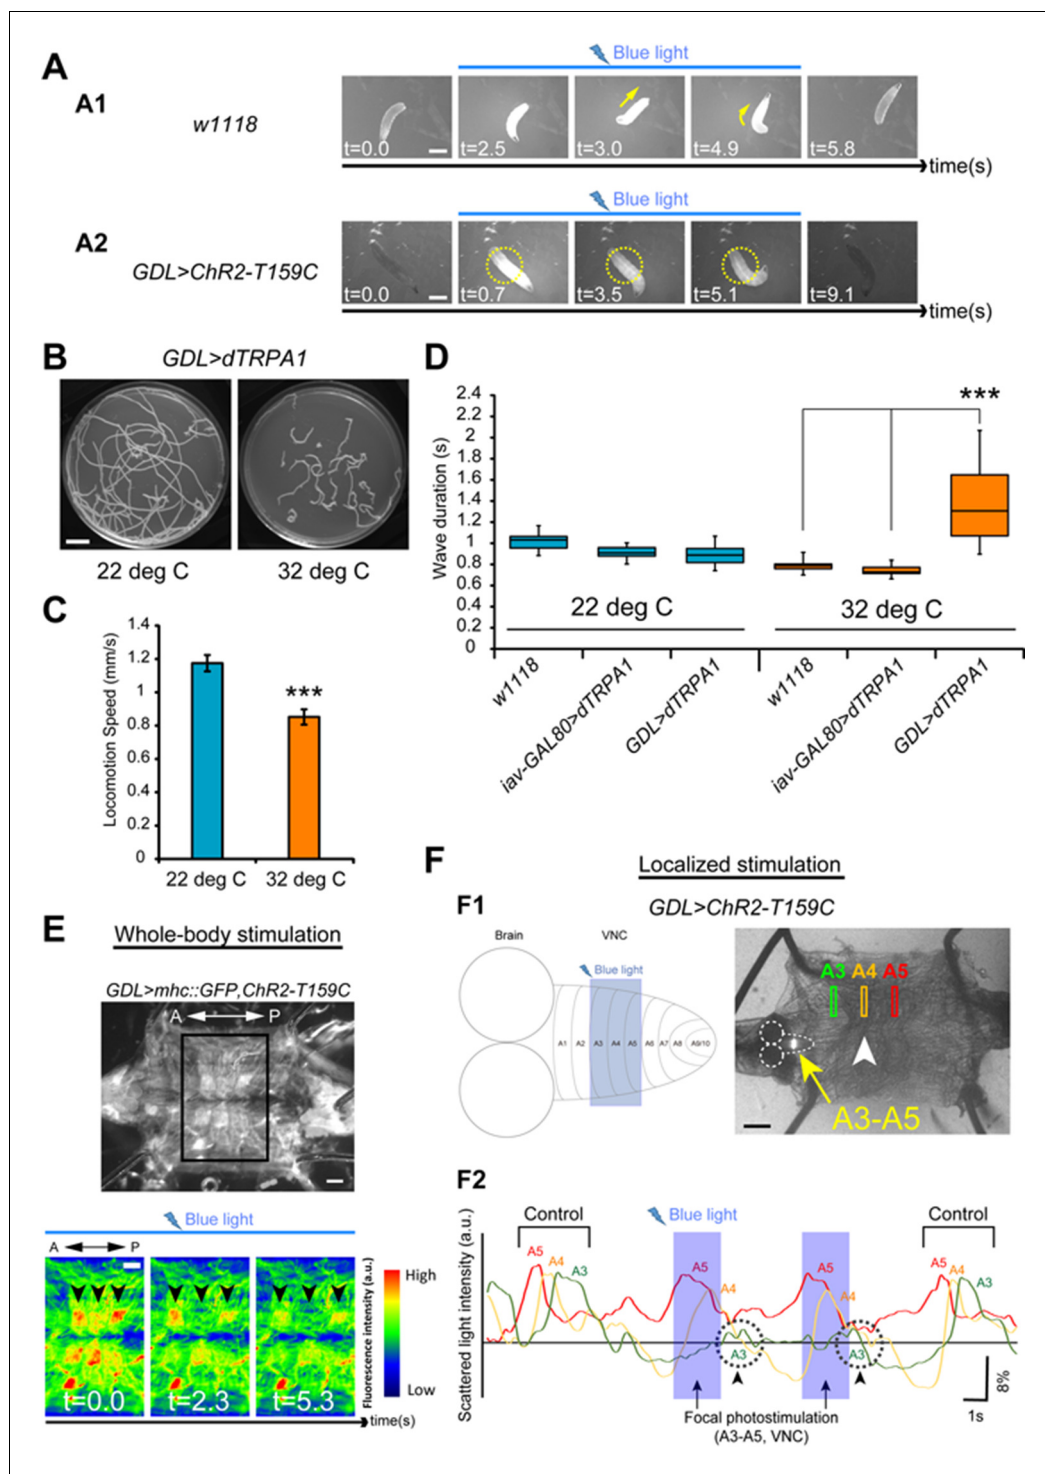 A
Blue light
A1
w1118
t=0.0
t=2.5
t=3.0
t=4.9
t=5.8
time(s)
Blue light
A2
GDL>ChR2-T159C
t=0.0
t=0.7
t=3.5
t=5.1
t=9.1
time(s)
B
GDL>dTRPA1
22 deg C
32 deg C
C
Locomotion Speed (mm/s)
1.4
1.2
1
0.8
0.6
0.4
0.2
0
***
22 deg C
32 deg C
D
Wave duration (s)
2.4
2.2
2
1.8
1.6
1.4
1.2
1
0.8
0.6
0.4
0.2
0
***
22 deg C
32 deg C
w1118
iav-GAL80>dTRPA1
GDL>dTRPA1
w1118
iav-GAL80>dTRPA1
GDL>dTRPA1
E
Whole-body stimulation
GDL>mhc::GFP,ChR2-T159C
A P
Blue light
A P
t=0.0
t=2.3
t=5.3
time(s)
Fluorescence intensity (a.u.)
High
Low
F
Localized stimulation
F1
GDL>ChR2-T159C
Brain
VNC
Blue light
A1 A2 A3 A4 A5 A6 A7 A8 A9/10
A3 A4 A5
A3-A5
F2
Scattered light intensity (a.u.)
Control
Blue light
Control
A5
A4
A3
A5
A4
A3
A5
A4
A3
A5
A4
A3
Focal photostimulation
(A3-A5, VNC)
8%
1s